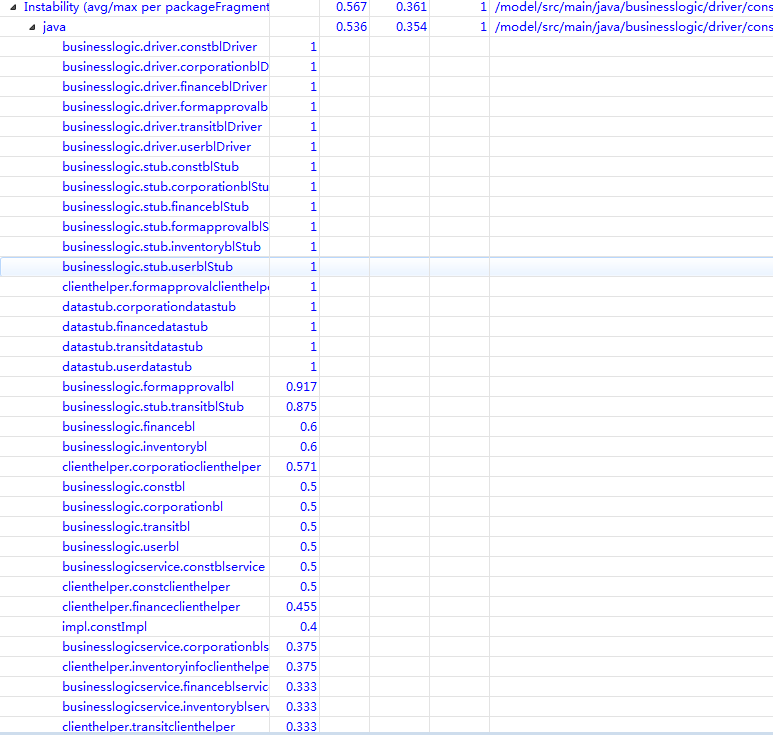 Instability (avg/max per packageFragment 0.567 0.361 1 /model/src/main/java/businesslogic/driver/cons
java 0.536 0.354 1 /model/src/main/java/businesslogic/driver/cons
businesslogic.driver.constblDriver 1
businesslogic.driver.corporationblD 1
businesslogic.driver.financeblDriver 1
businesslogic.driver.formapprovalb 1
businesslogic.driver.transitblDriver 1
businesslogic.driver.userblDriver 1
businesslogic.stub.constblStub 1
businesslogic.stub.corporationblStu 1
businesslogic.stub.financeblStub 1
businesslogic.stub.formapprovalblS 1
businesslogic.stub.inventoryblStub 1
businesslogic.stub.userblStub 1
clienthelper.formapprovalclienthelpe 1
datastub.corporationdatastub 1
datastub.financedatastub 1
datastub.transitdatastub 1
datastub.userdatastub 1
businesslogic.formapprovalbl 0.917
businesslogic.stub.transitblStub 0.875
businesslogic.financebl 0.6
businesslogic.inventorybl 0.6
clienthelper.corporatioclienthelper 0.571
businesslogic.constbl 0.5
businesslogic.corporationbl 0.5
businesslogic.transitbl 0.5
businesslogic.userbl 0.5
businesslogicservice.constblservice 0.5
clienthelper.constclienthelper 0.5
clienthelper.financeclienthelper 0.455
impl.constImpl 0.4
businesslogicservice.corporationbls 0.375
clienthelper.inventoryinfoclienthelpe 0.375
businesslogicservice.financeblservic 0.333
businesslogicservice.inventoryblserv 0.333
clienthelper.transitclienthelper 0.333